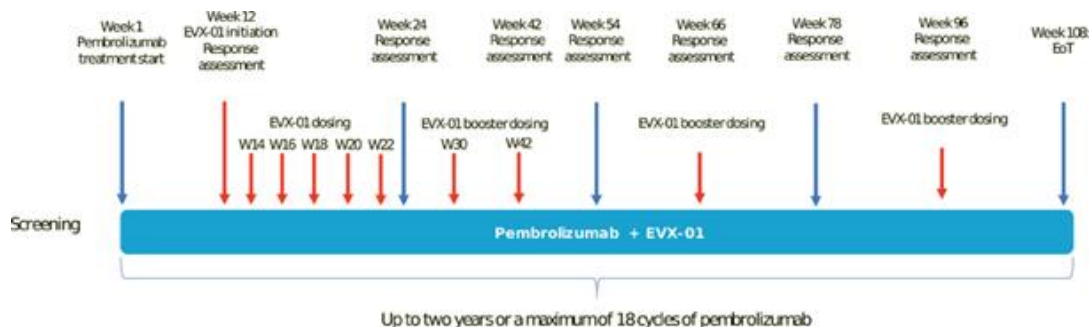 Week 1
Pembrolizumab
treatment start
Week 12
EVX-01 initiation
Response
assessment
Week 24
Response
assessment
Week 42
Response
assessment
Week 54
Response
assessment
Week 66
Response
assessment
Week 78
Response
assessment
Week 96
Response
assessment
Week 108:
EoT
EVX-01 dosing
W14 W16 W18 W20 W22
EVX-01 booster dosing
W30 W42
EVX-01 booster dosing
EVX-01 booster dosing
Screening
Pembrolizumab + EVX-01
Up to two years or a maximum of 18 cycles of pembrolizumab